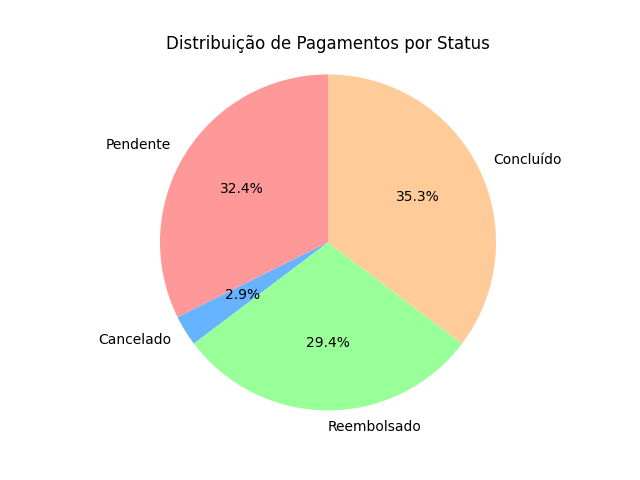 Distribuição de Pagamentos por Status
Pendente
32.4%
Concluído
35.3%
Cancelado
2.9%
Reembolsado
29.4%